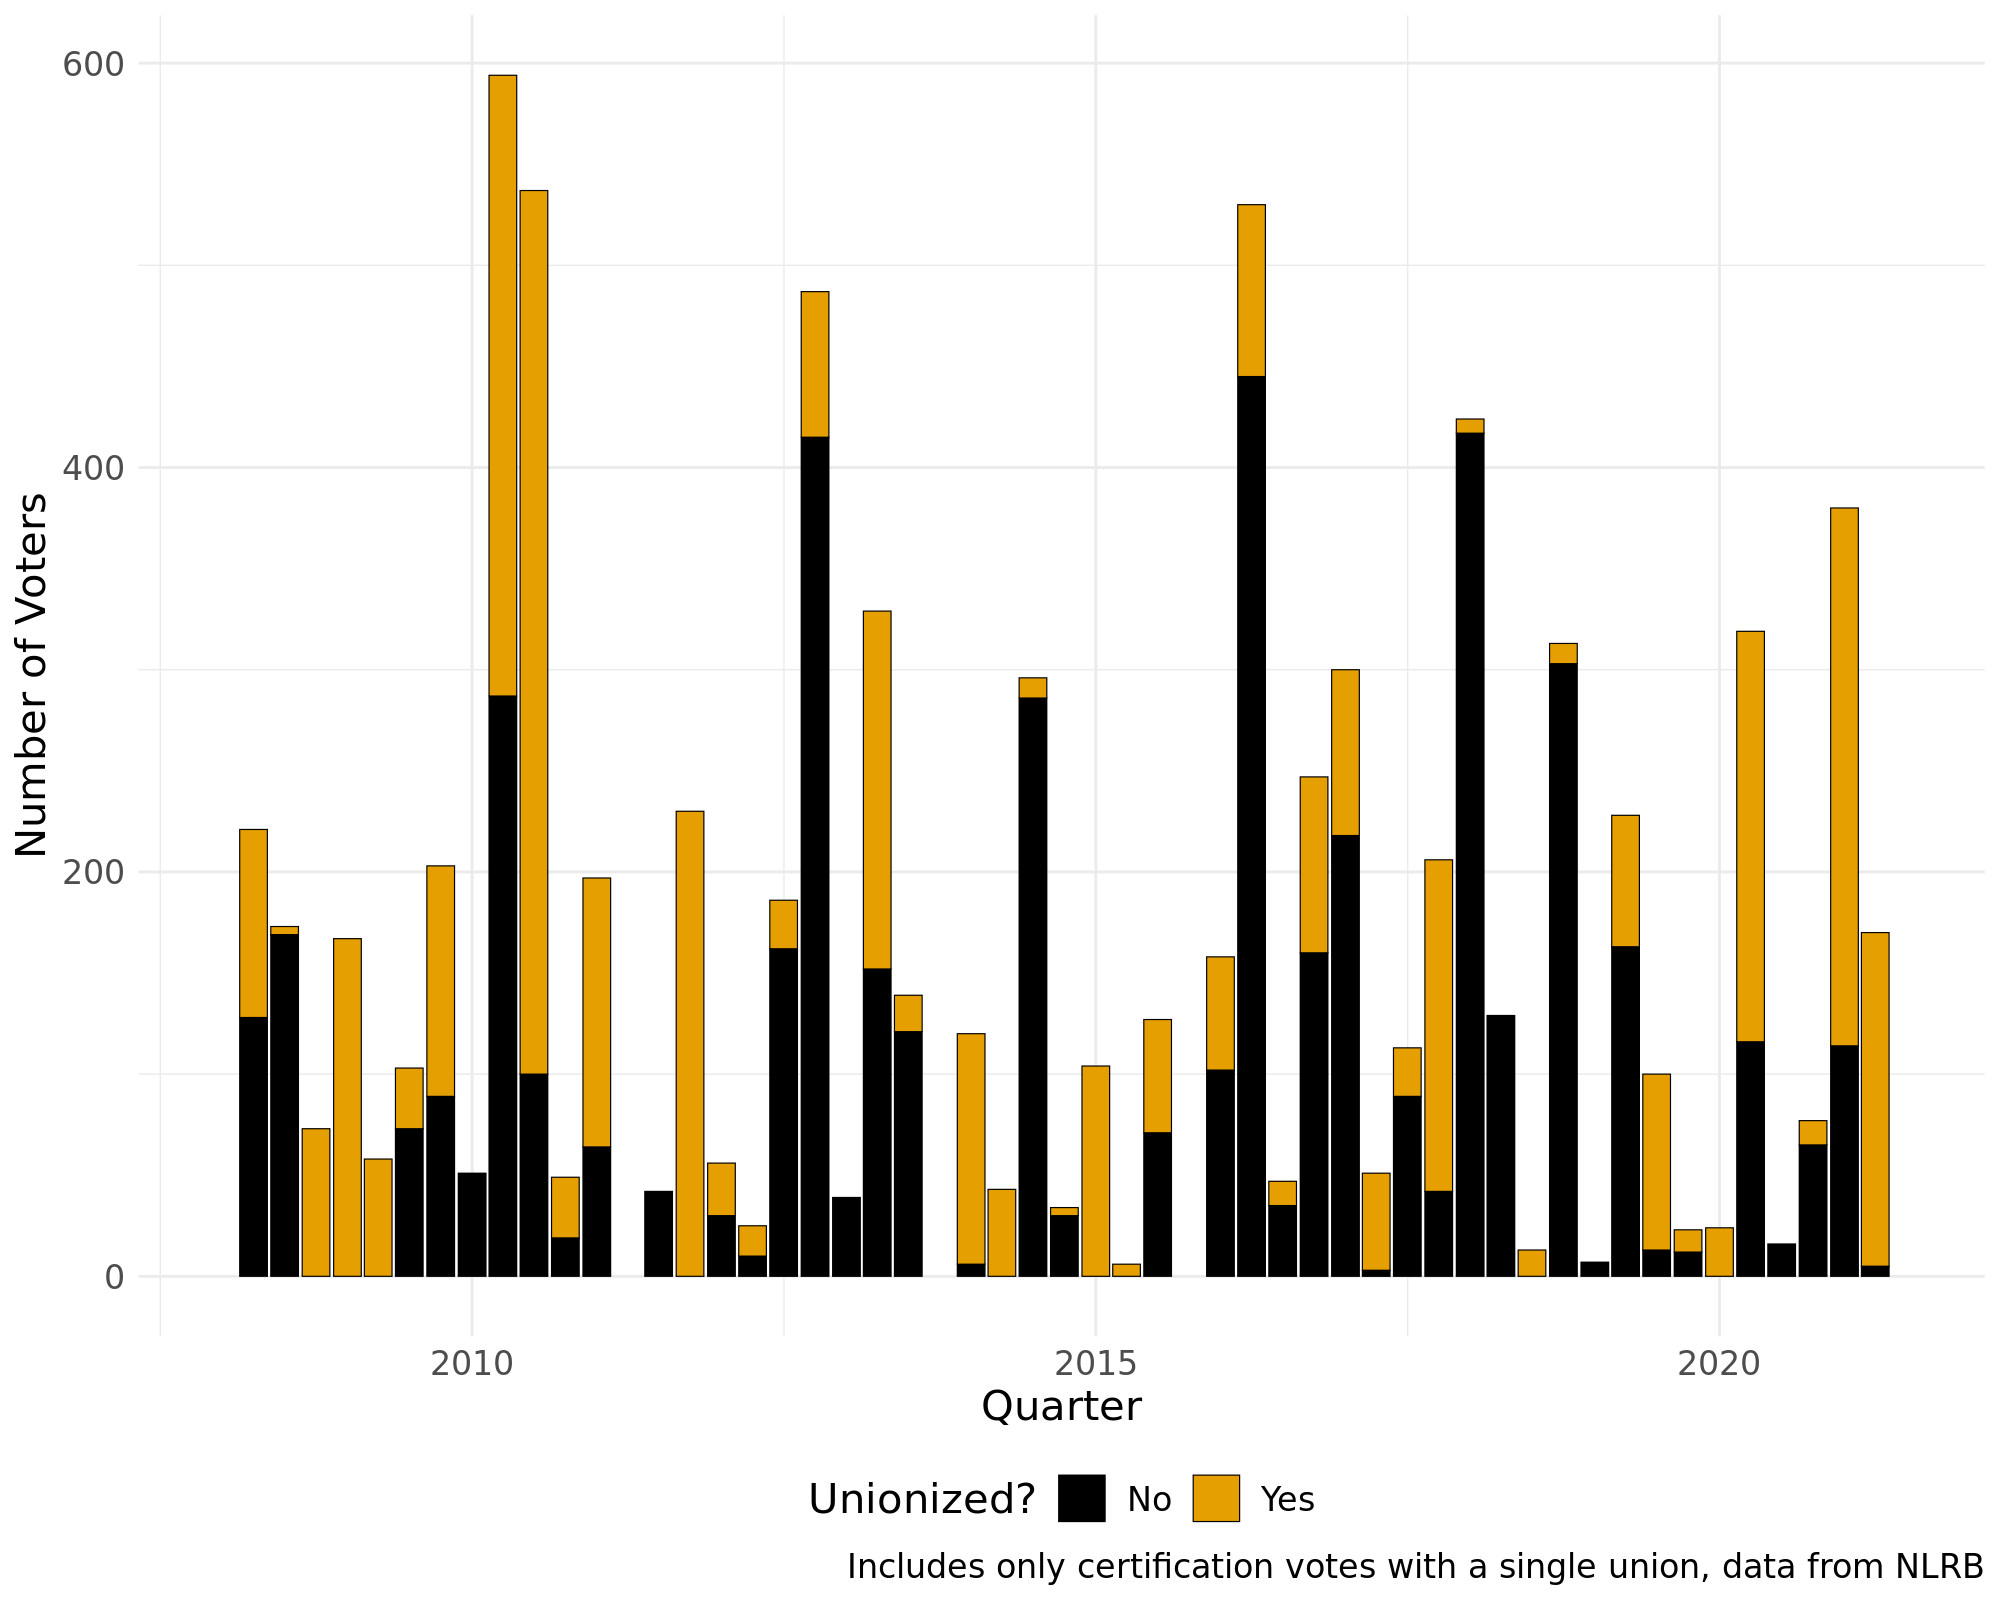 600
400
200
0
Number of Voters
2010 2015 2020
Quarter
Unionized? No Yes
Includes only certification votes with a single union, data from NLRB